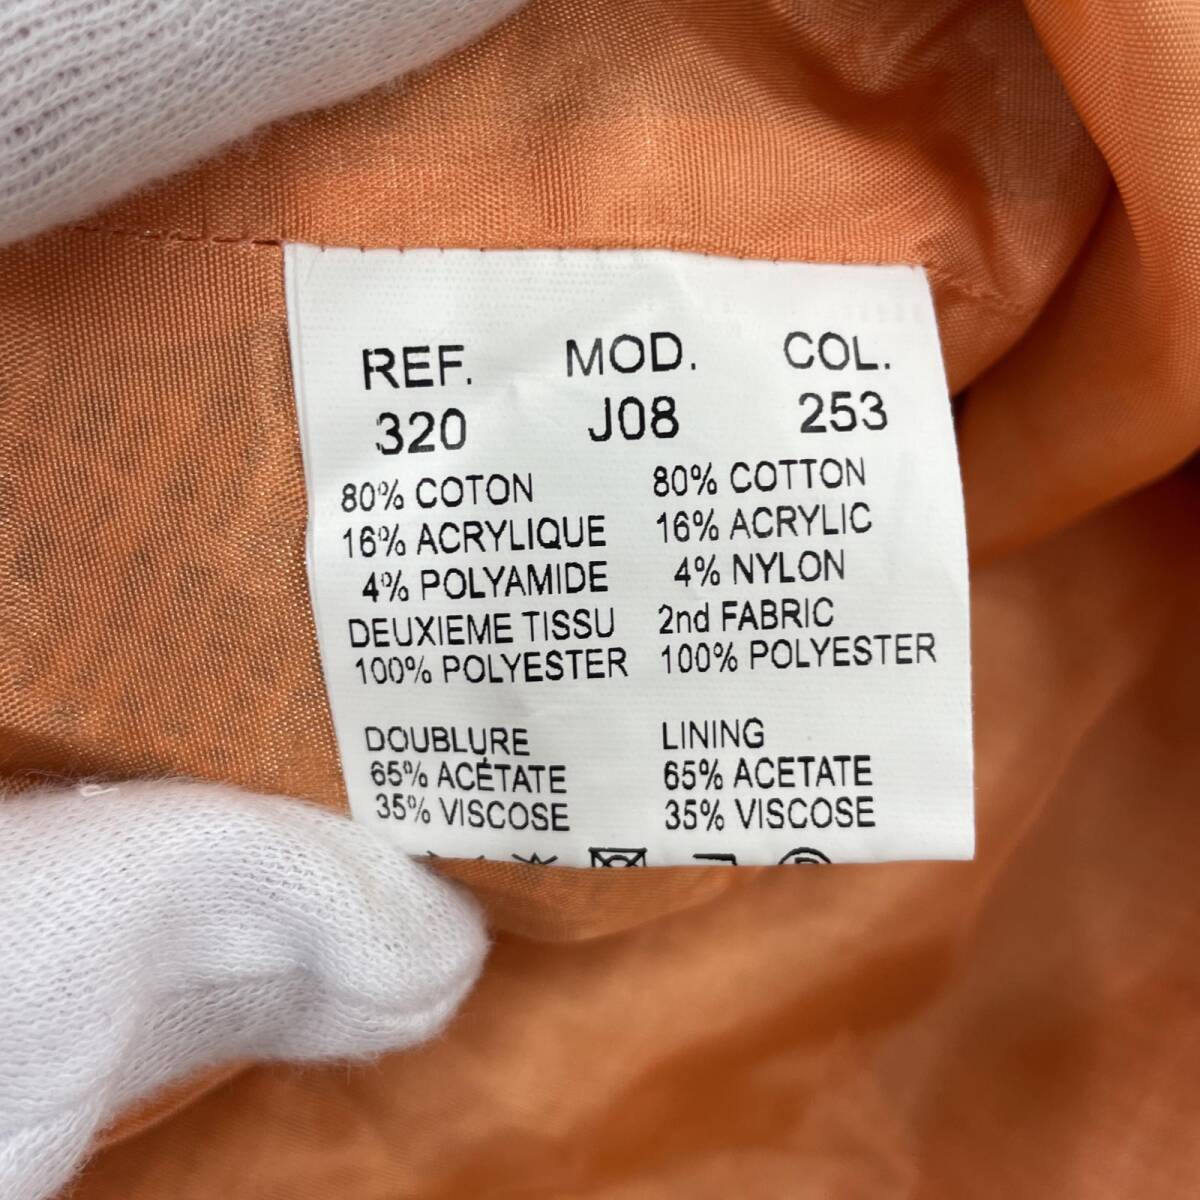 REF. MOD. COL.
320 J08 253
80% COTON 80% COTTON
16% ACRYLIQUE 16% ACRYLIC
4% POLYAMIDE 4% NYLON
DEUXIEME TISSU 2nd FABRIC
100% POLYESTER 100% POLYESTER
DOUBLURE LINING
65% ACÉTATE 65% ACETATE
35% VISCOSE 35% VISCOSE